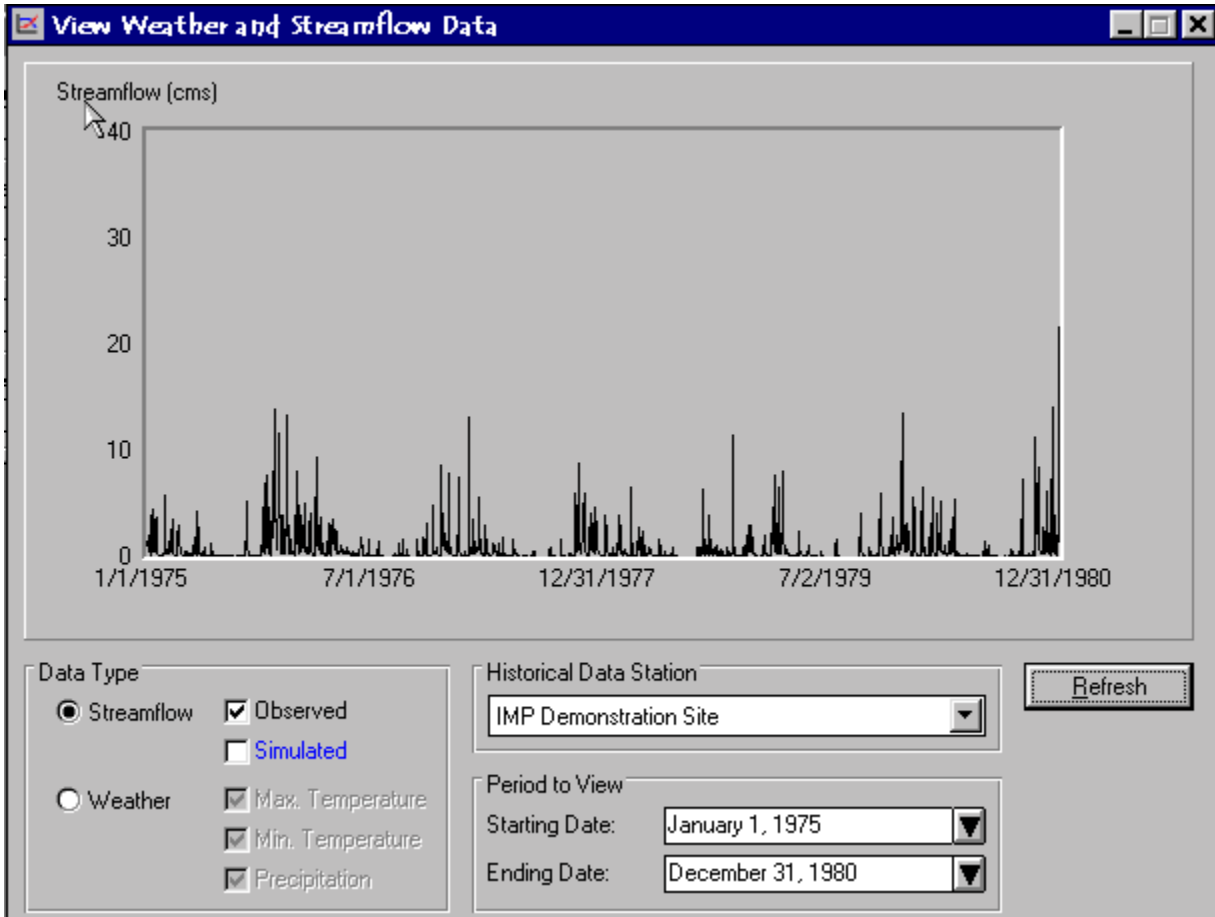 View Weather and Streamflow Data
Streamflow (cms)
40
30
20
10
0
1/1/1975 7/1/1976 12/31/1977 7/2/1979 12/31/1980
Data Type
Streamflow Observed
Simulated
Weather Max. Temperature
Min. Temperature
Precipitation
Historical Data Station
IMP Demonstration Site
Refresh
Period to View
Starting Date: January 1, 1975
Ending Date: December 31, 1980